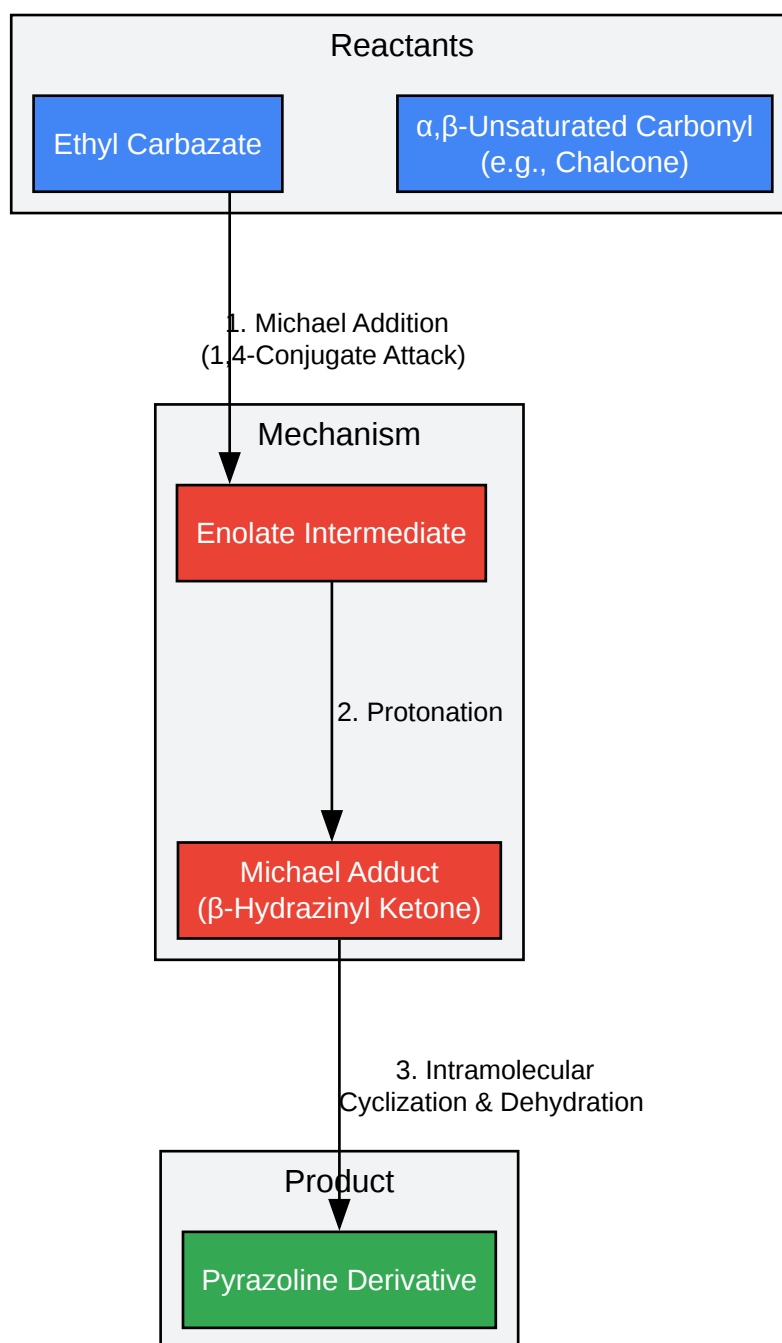 Reactants
Ethyl Carbazate
α,β-Unsaturated Carbonyl
(e.g., Chalcone)
1. Michael Addition
(1,4-Conjugate Attack)
Mechanism
Enolate Intermediate
2. Protonation
Michael Adduct
(β-Hydrazinyl Ketone)
3. Intramolecular
Cyclization & Dehydration
Product
Pyrazoline Derivative